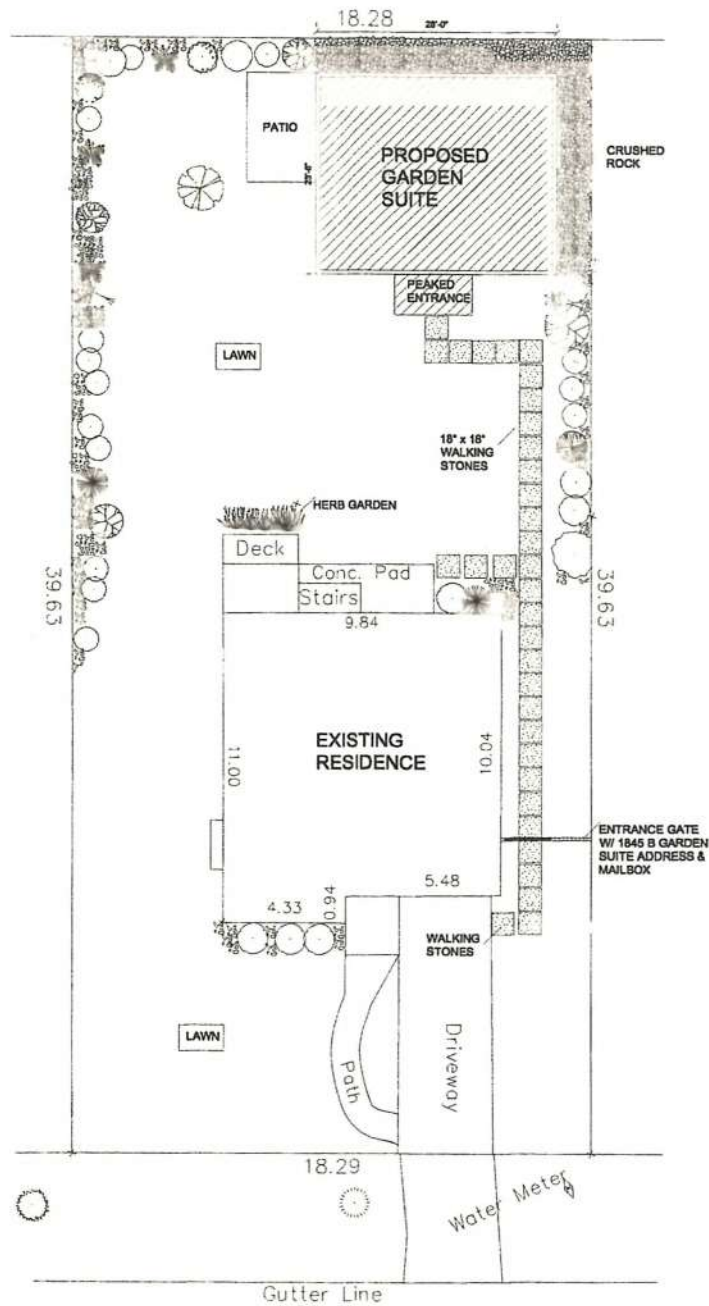 18.28
28'-0"
PATIO
PROPOSED
GARDEN
SUITE
CRUSHED
ROCK
PEAKED
ENTRANCE
LAWN
18" x 18"
WALKING
STONES
HERB GARDEN
Deck
Conc. Pad
Stairs
39.63
39.63
9.84
EXISTING
RESIDENCE
11.00
10.04
ENTRANCE GATE
W/ 1845 B GARDEN
SUITE ADDRESS &
MAILBOX
5.48
4.33
0.94
WALKING
STONES
LAWN
Path
Driveway
18.29
Water Meter
Gutter Line